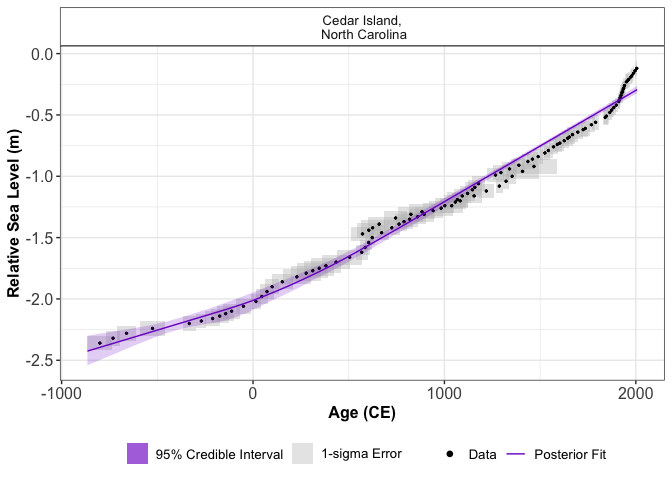 Cedar Island,
North Carolina
0.0
-0.5
-1.0
-1.5
-2.0
-2.5
Relative Sea Level (m)
-1000 0 1000 2000
Age (CE)
95% Credible Interval 1-sigma Error Data Posterior Fit